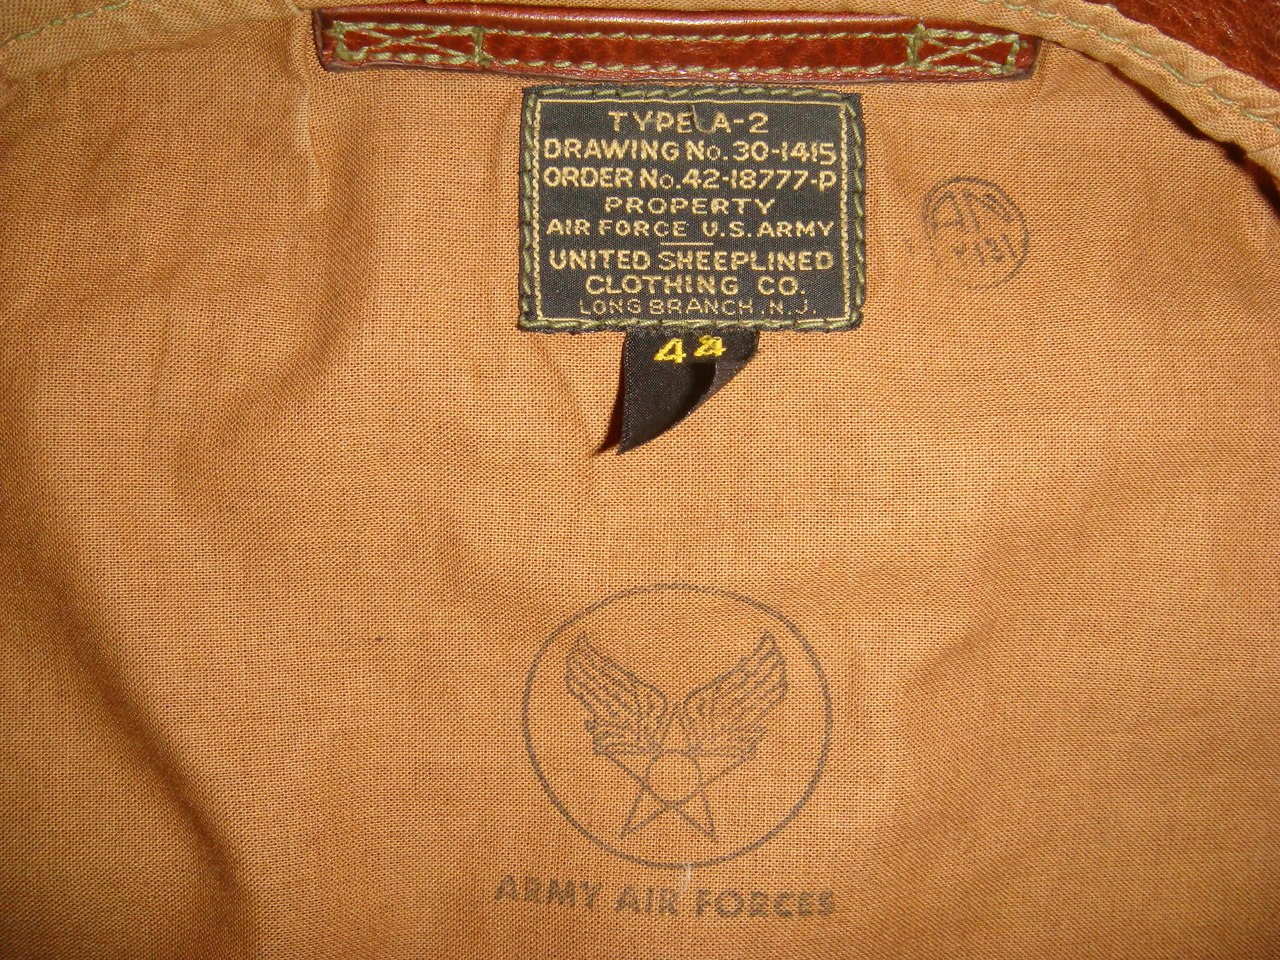 TYPE A-2
DRAWING No. 30-1415
ORDER No. 42-18777-P
PROPERTY
AIR FORCE U.S. ARMY
UNITED SHEEPLINED
CLOTHING CO.
LONG BRANCH, N.J.
44
ARMY AIR FORCES